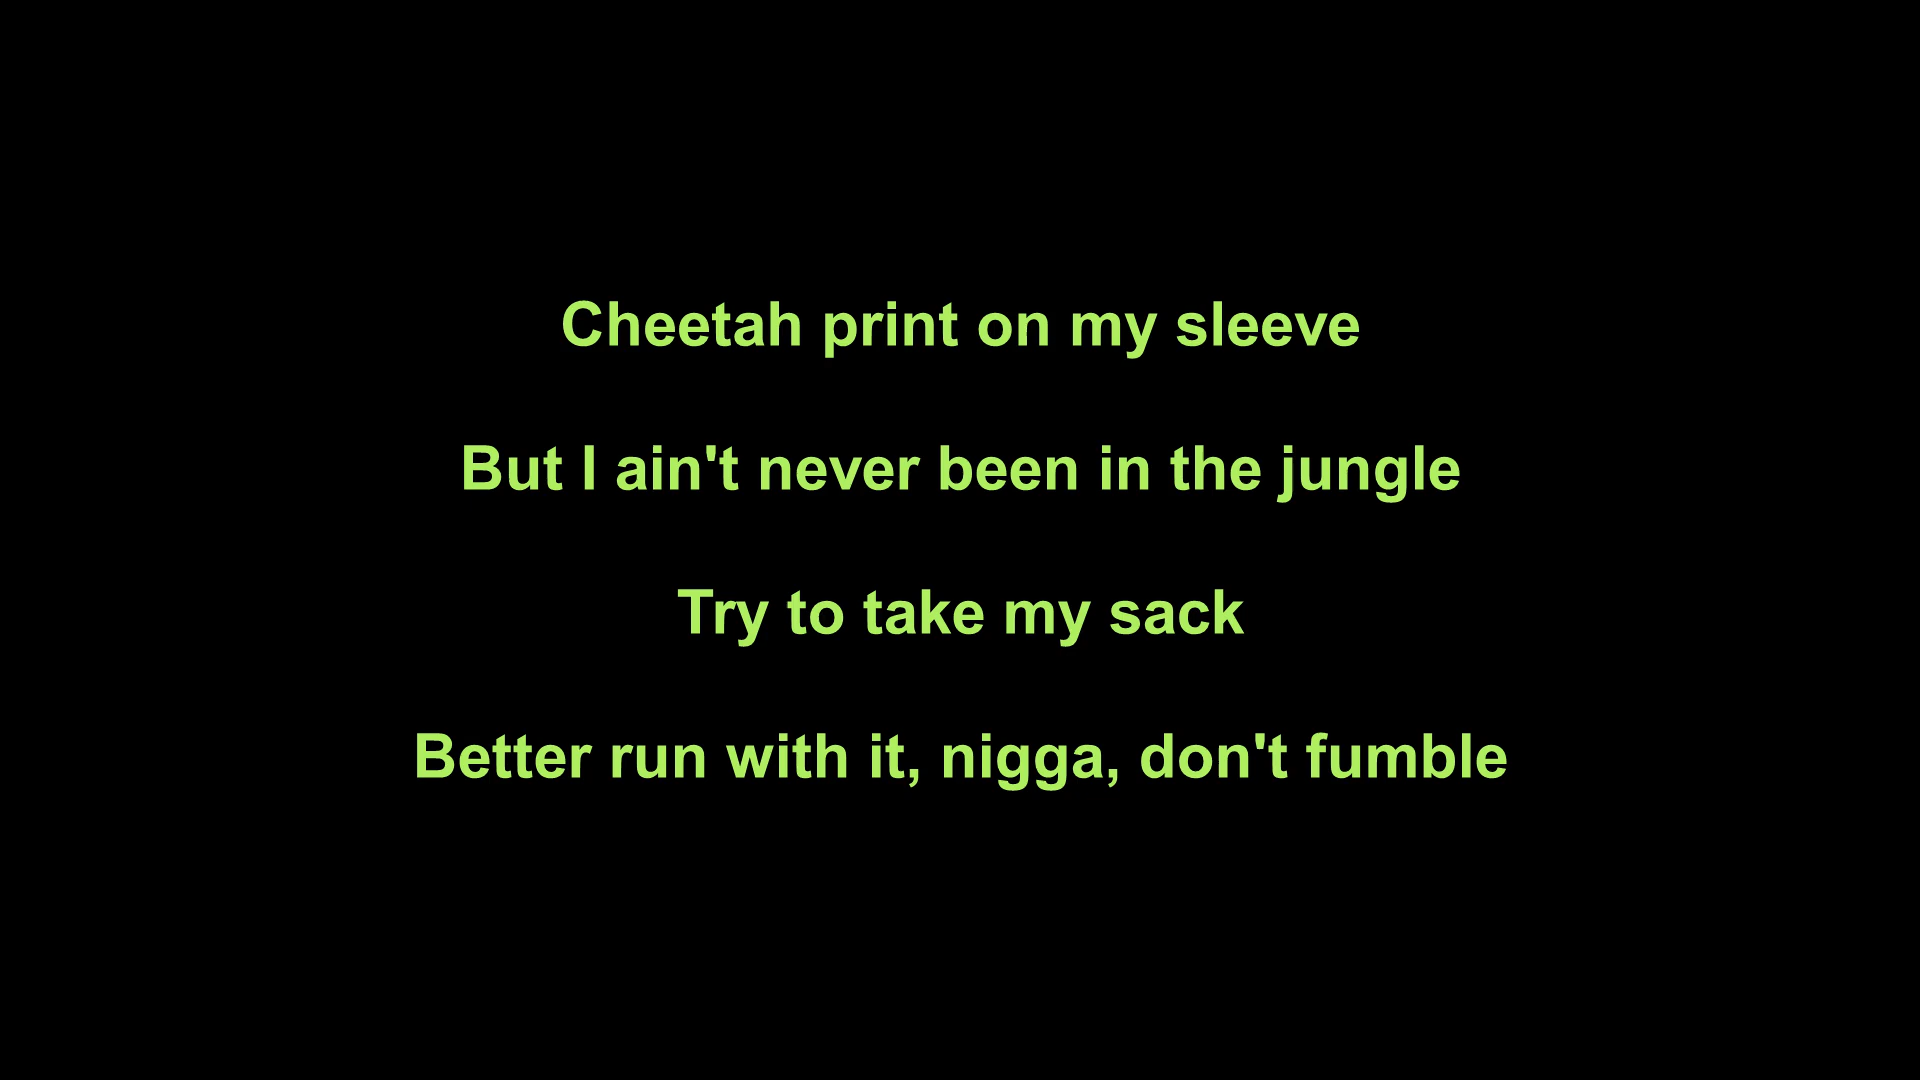 Cheetah print on my sleeve
But I ain't never been in the jungle
Try to take my sack
Better run with it, nigga, don't fumble